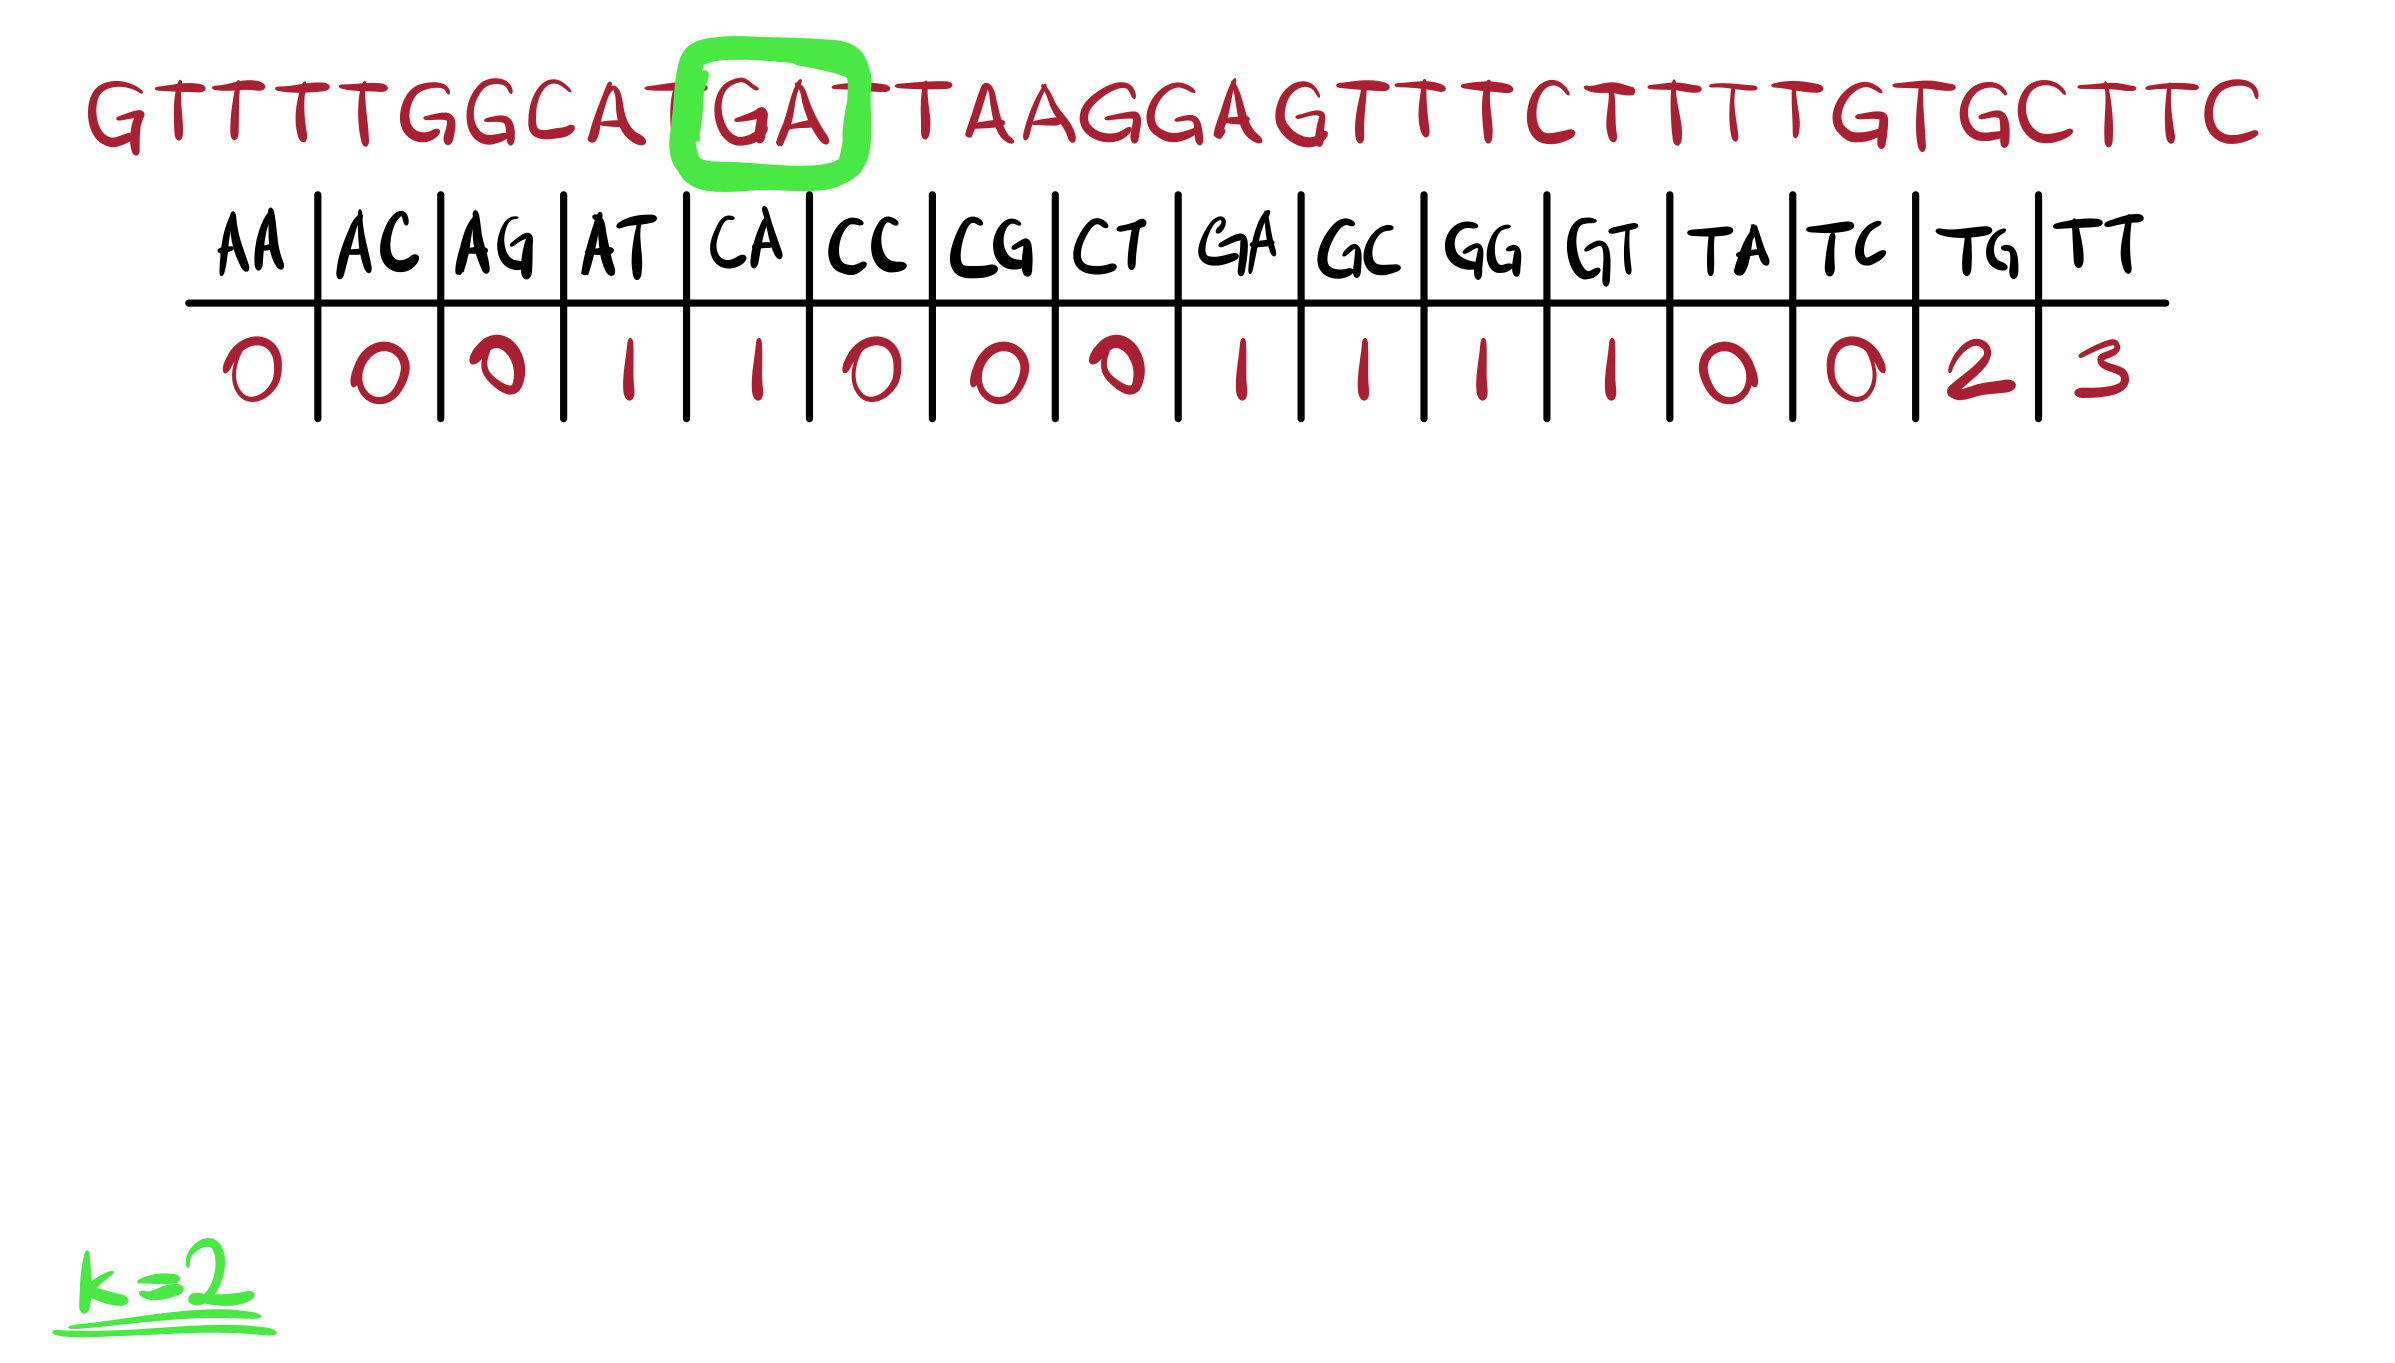 GTTTTGGCATGATTAAGGAGTTTCTTTTGTGCTTC
AA AC AG AT CA CC CG CT GA GC GG GT TA TC TG TT
0 0 0 1 1 0 0 0 1 1 1 1 0 0 2 3
k=2